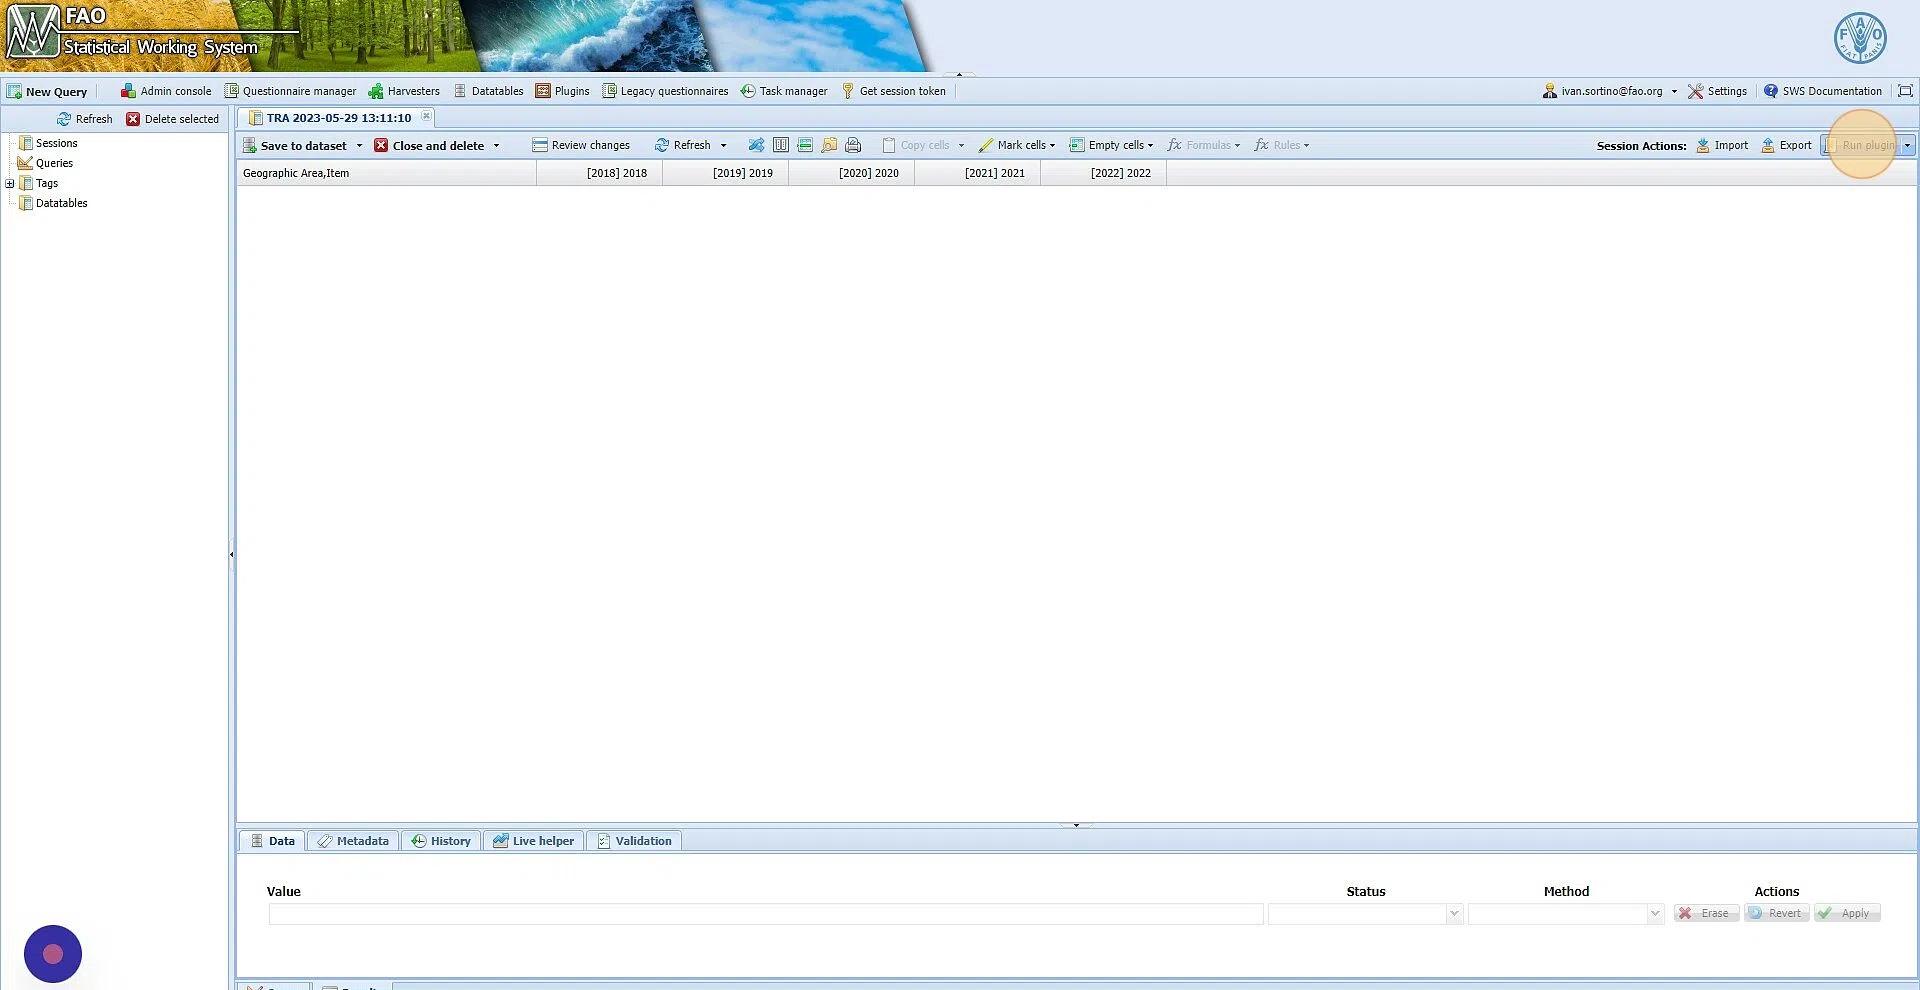 FAO
Statistical Working System
New Query Admin console Questionnaire manager Harvesters Datatables Plugins Legacy questionnaires Task manager Get session token ivan.sortino@fao.org Settings SWS Documentation
Refresh Delete selected
TRA 2023-05-29 13:11:10
Sessions
Queries
Tags
Datatables
Save to dataset Close and delete Review changes Refresh Copy cells Mark cells Empty cells fx Formulas fx Rules Session Actions: Import Export Run plugin
Geographic Area,Item [2018] 2018 [2019] 2019 [2020] 2020 [2021] 2021 [2022] 2022
Data Metadata History Live helper Validation
Value Status Method Actions
Erase Revert Apply